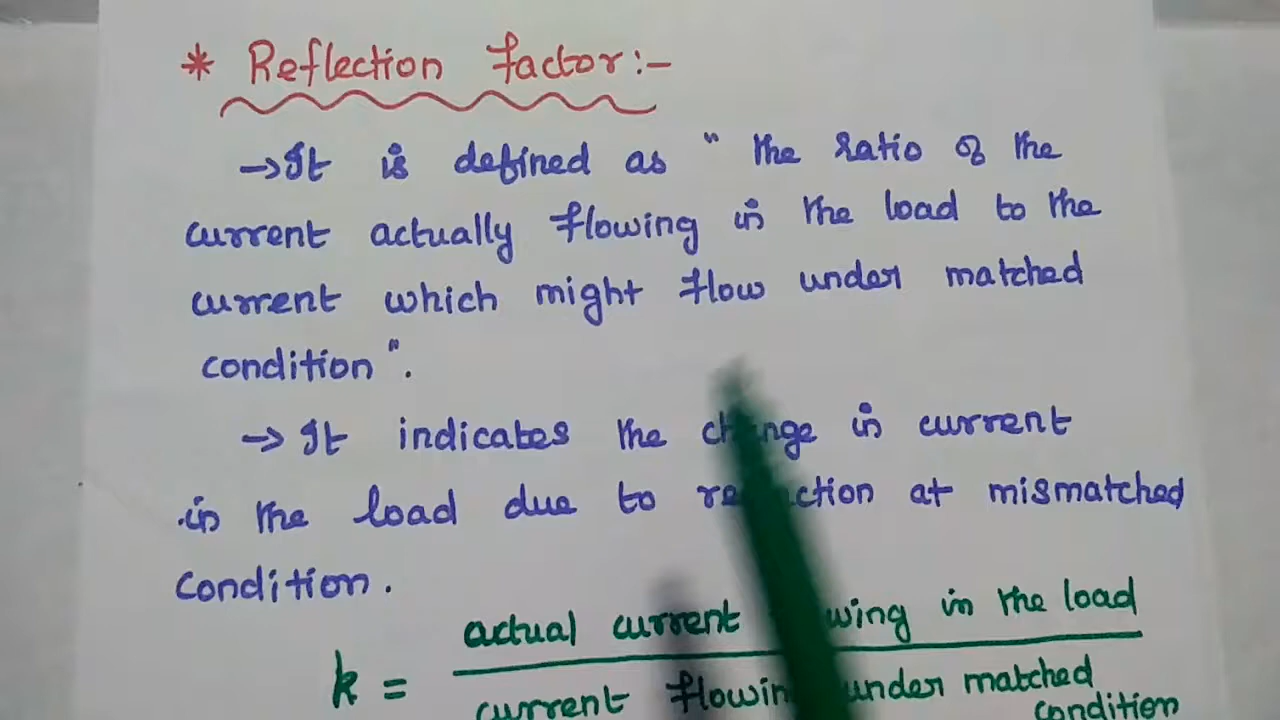 * Reflection factor:-
→ It is defined as " the ratio of the
current actually flowing in the load to the
current which might flow under matched
condition ".
→ It indicates the change in current
in the load due to at mismatched
condition.
actual current in the load
k =
current under matched
condition